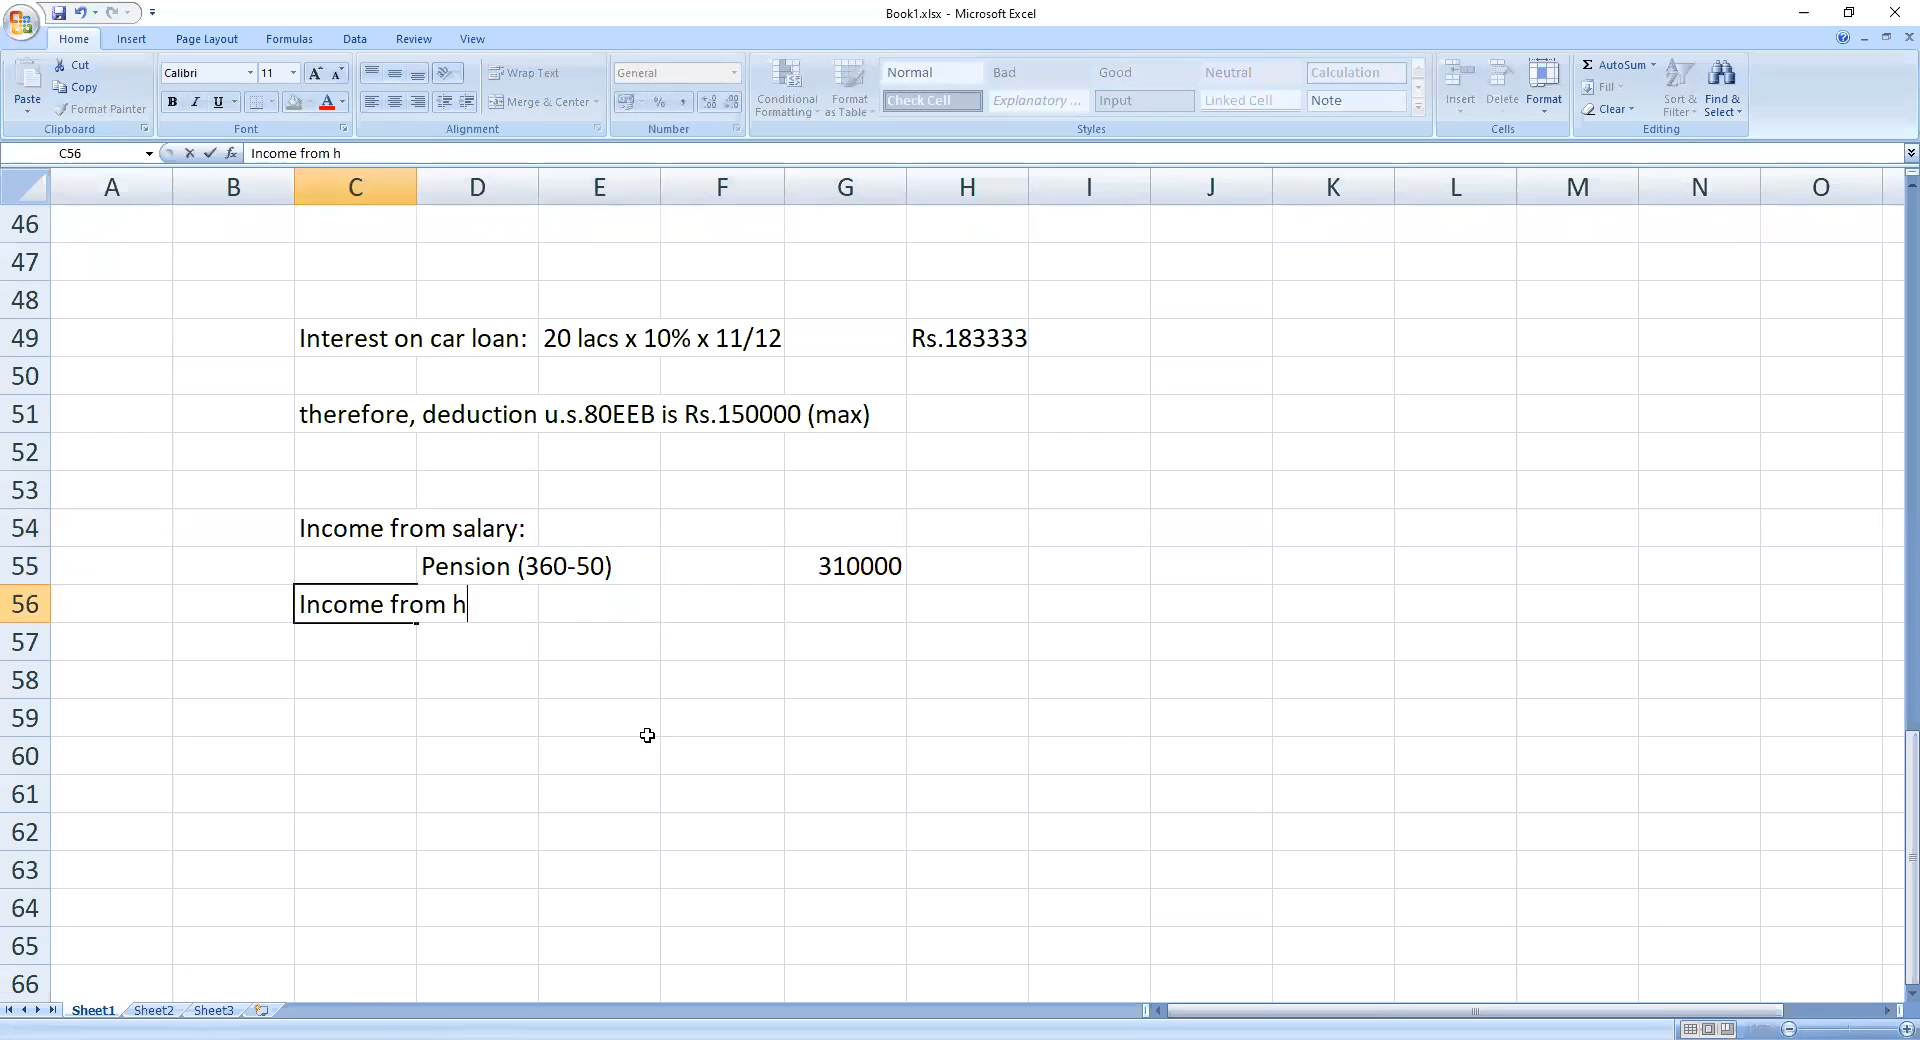 Book1.xlsx - Microsoft Excel
Home Insert Page Layout Formulas Data Review View
Cut
Copy
Format Painter
Paste
Clipboard
Calibri 11
B I U
Font
Wrap Text
Merge & Center
Alignment
General
Number
Conditional Formatting
Format as Table
Normal Bad Good Neutral Calculation
Check Cell Explanatory ... Input Linked Cell Note
Styles
Insert Delete Format
Cells
AutoSum
Fill
Clear
Sort & Filter
Find & Select
Editing
C56 Income from h
A B C D E F G H I J K L M N O
46
47
48
49 Interest on car loan: 20 lacs x 10% x 11/12 Rs.183333
50
51 therefore, deduction u.s.80EEB is Rs.150000 (max)
52
53
54 Income from salary:
55 Pension (360-50) 310000
56 Income from h
57
58
59
60
61
62
63
64
65
66
Sheet1 Sheet2 Sheet3